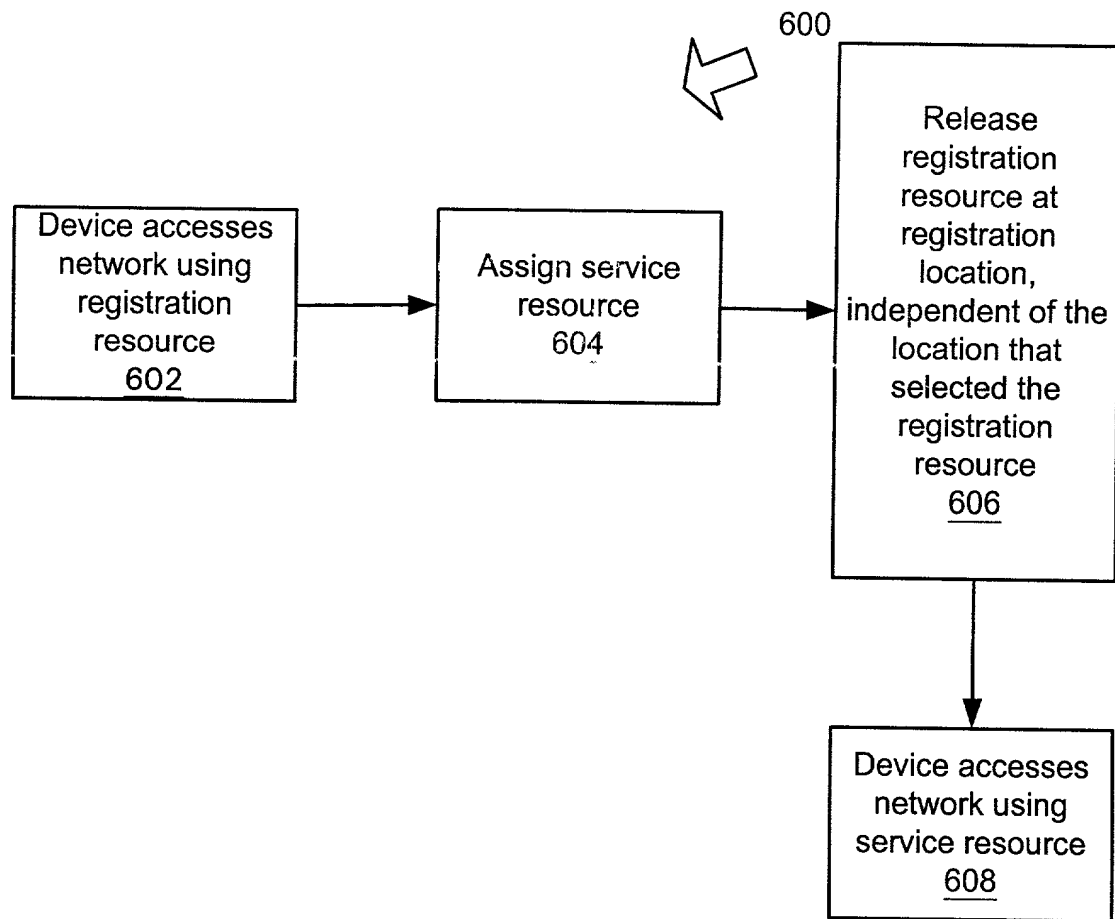 600
Device accesses
network using
registration
resource
602
Assign service
resource
604
Release
registration
resource at
registration
location,
independent of the
location that
selected the
registration
resource
606
Device accesses
network using
service resource
608